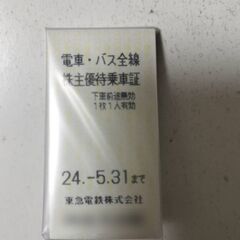 電車・バス全線
株主優待乗車証
下車前途無効
1枚1人有効
24.-5.31まで
東急電鉄株式会社